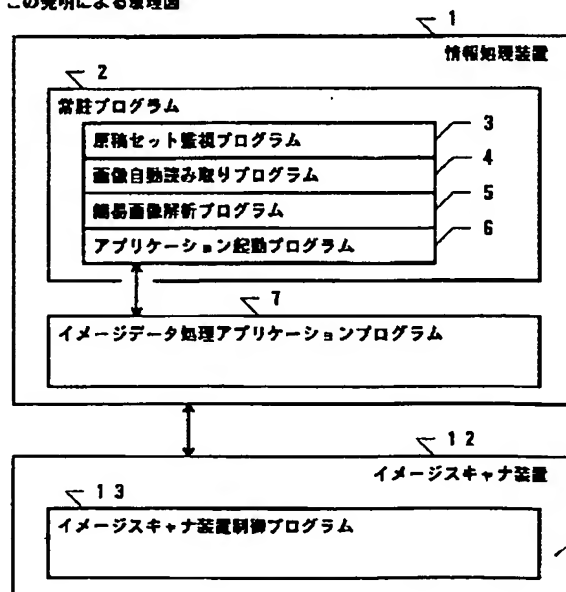 この発明による原理図
1
情報処理装置
2
常駐プログラム
原稿セット監視プログラム
3
画像自動読み取りプログラム
4
簡易画像解析プログラム
5
アプリケーション起動プログラム
6
7
イメージデータ処理アプリケーションプログラム
12
イメージスキャナ装置
13
イメージスキャナ装置制御プログラム